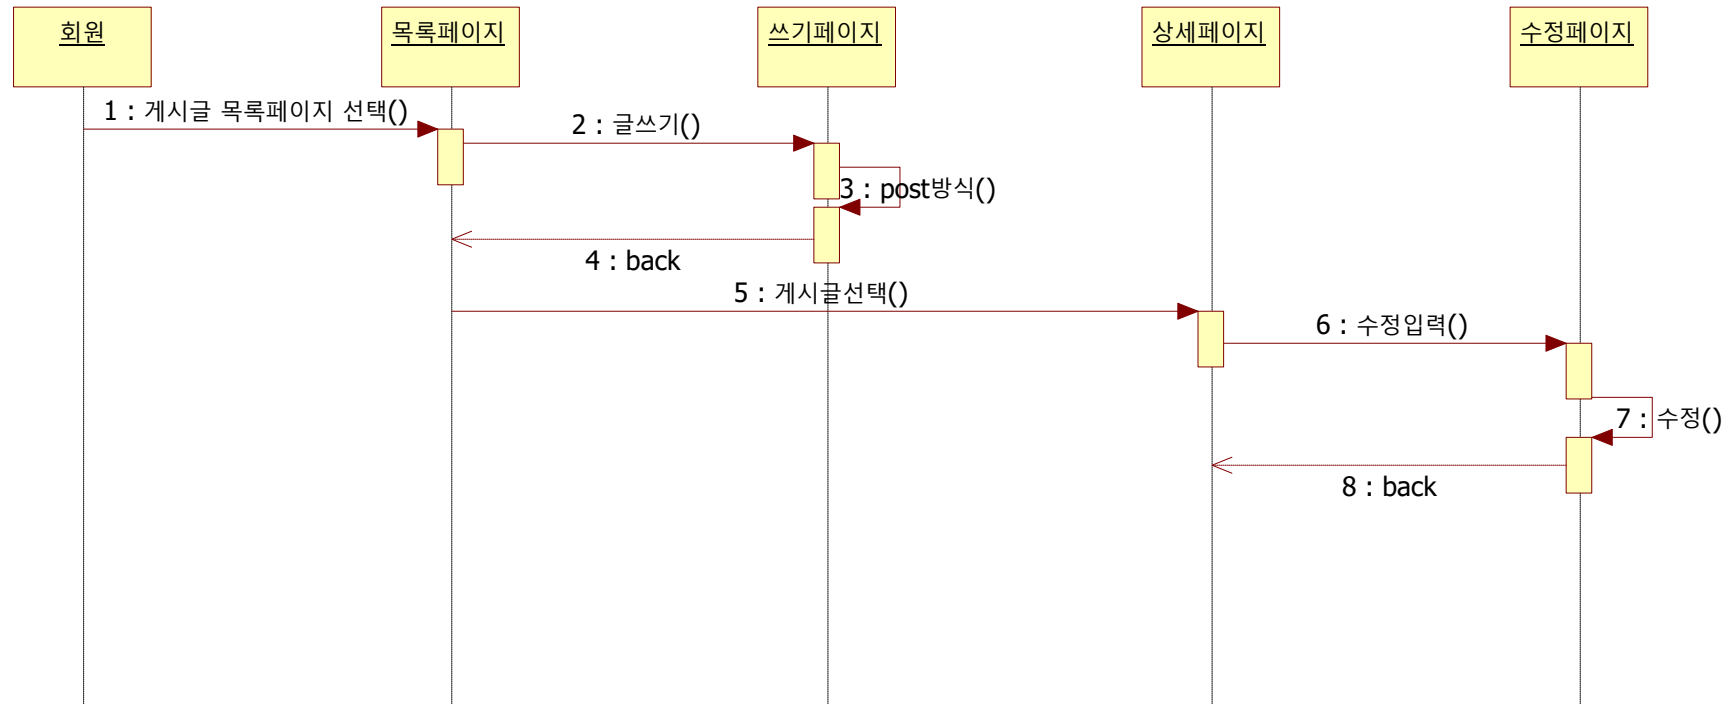 회원
목록페이지
쓰기페이지
상세페이지
수정페이지
1 : 게시글 목록페이지 선택()
2 : 글쓰기()
3 : post방식()
4 : back
5 : 게시글선택()
6 : 수정입력()
7 : 수정()
8 : back